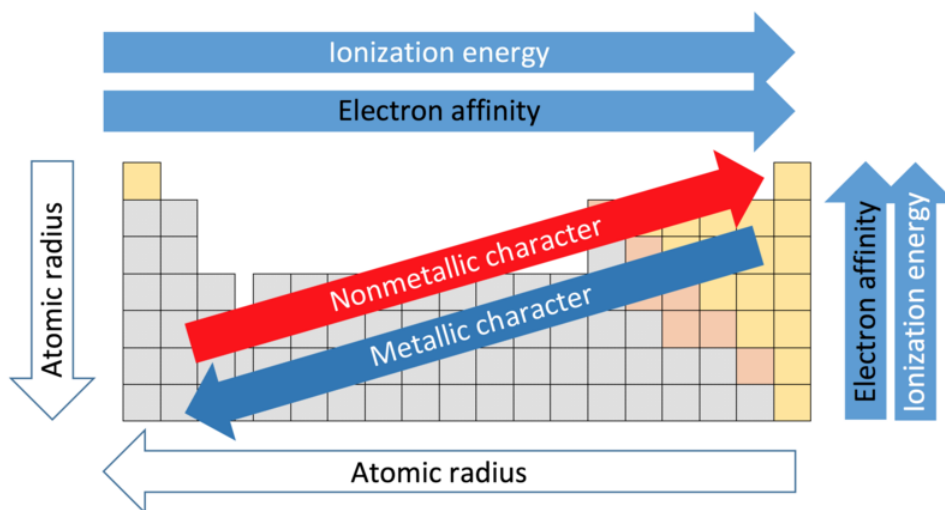 Ionization energy
Electron affinity
Atomic radius
Nonmetallic character
Metallic character
Electron affinity
Ionization energy
Atomic radius